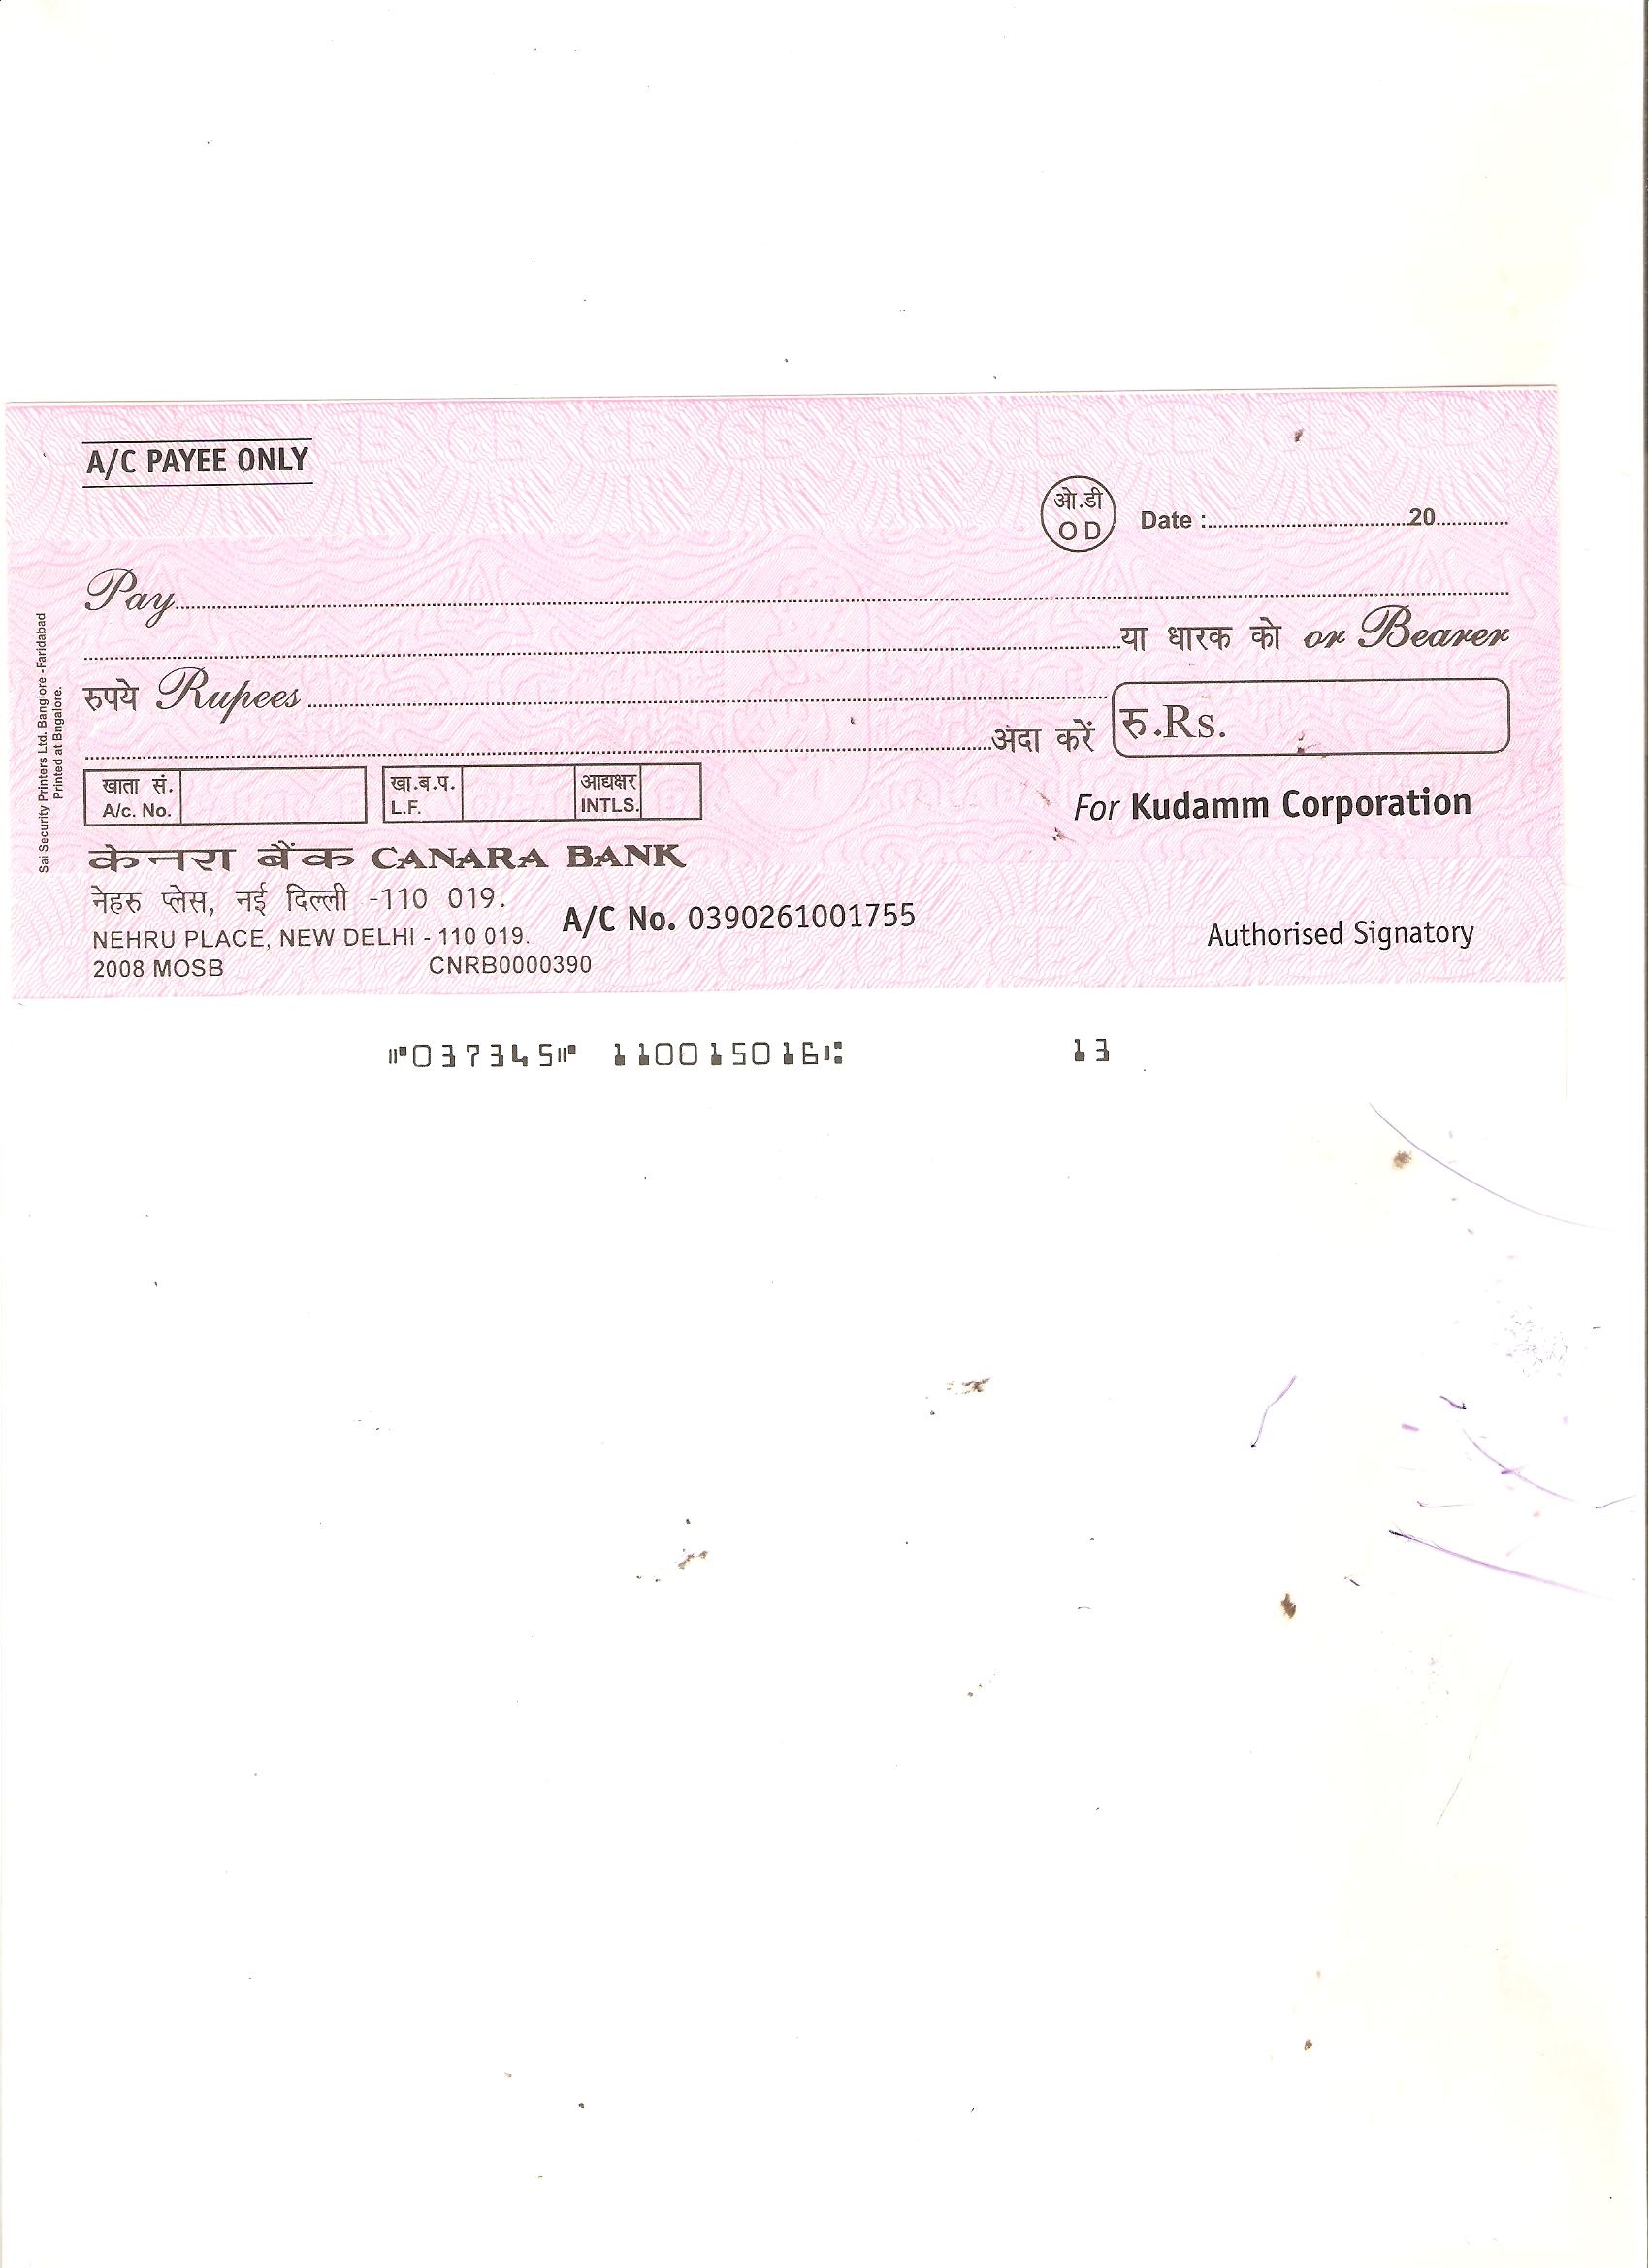 A/C PAYEE ONLY
ओ.डी
O D
Date :..............................20............
Pay
या धारक को or Bearer
रुपये Rupees
अदा करें
रु.Rs.
खाता सं.
A/c. No.
खा.ब.प.
L.F.
आद्यक्षर
INTLS.
For Kudamm Corporation
केनरा बैंक CANARA BANK
नेहरु प्लेस, नई दिल्ली -110 019.
NEHRU PLACE, NEW DELHI - 110 019.
A/C No. 0390261001755
2008 MOSB CNRB0000390
Authorised Signatory
Sai Security Printers Ltd. Banglore - Faridabad
Printed at Bngalore.
⑈037345⑈ 110015016⑆ 13